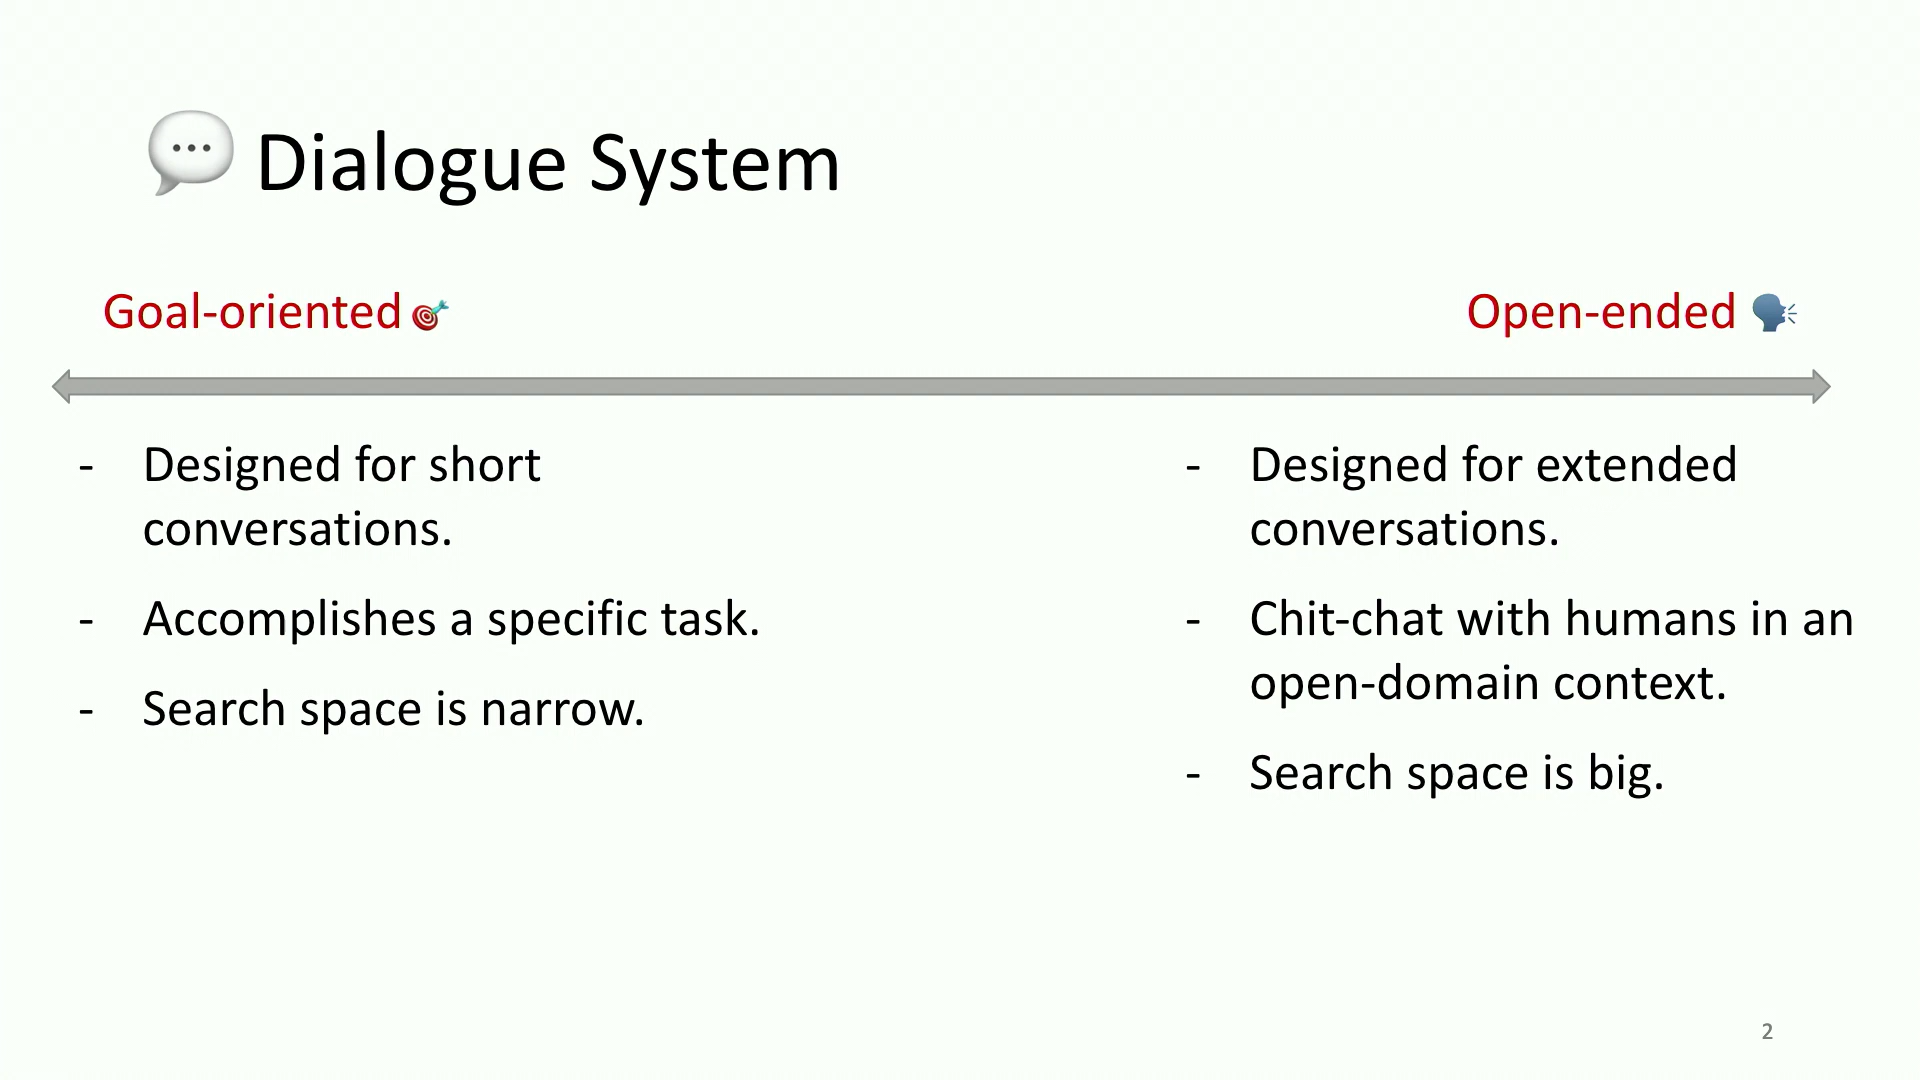 Dialogue System
Goal-oriented
Open-ended
- Designed for short
conversations.
- Accomplishes a specific task.
- Search space is narrow.
- Designed for extended
conversations.
- Chit-chat with humans in an
open-domain context.
- Search space is big.
2